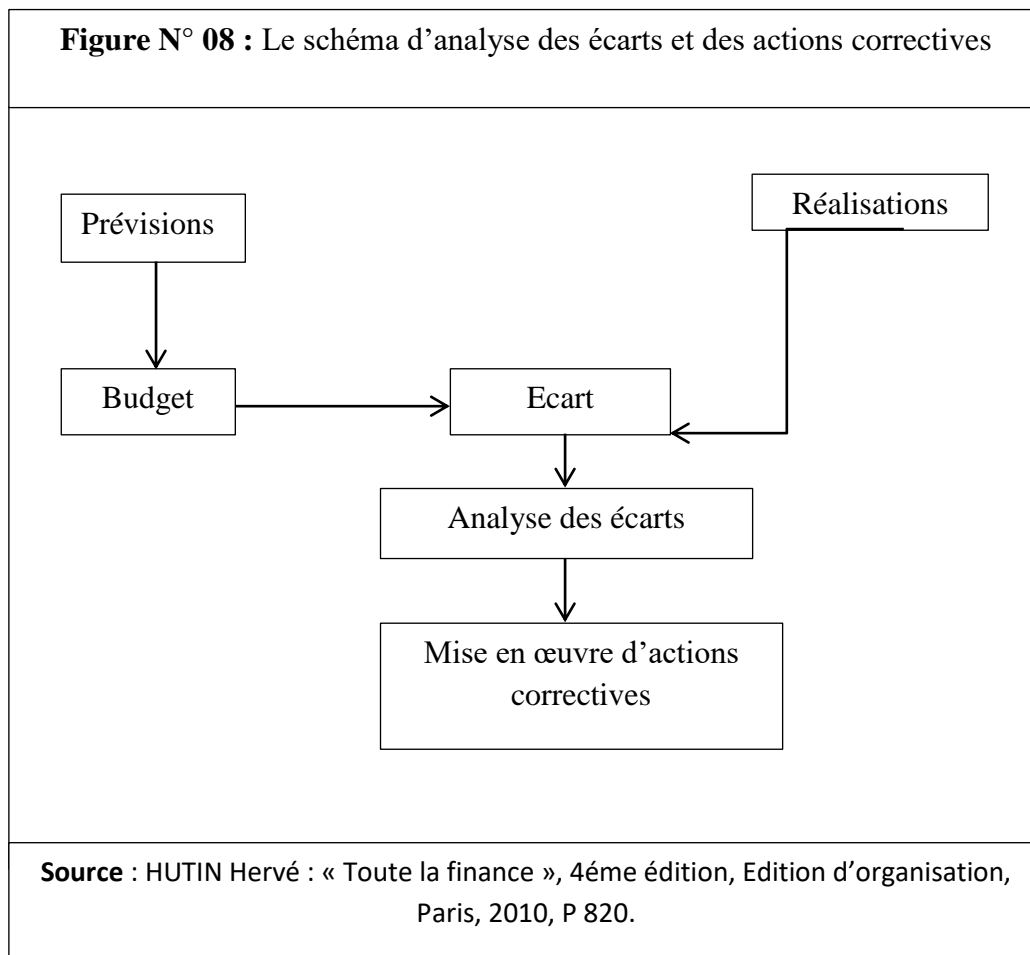 Figure N° 08 : Le schéma d’analyse des écarts et des actions correctives
Prévisions
Réalisations
Budget
Ecart
Analyse des écarts
Mise en œuvre d’actions
correctives
Source : HUTIN Hervé : « Toute la finance », 4éme édition, Edition d’organisation,
Paris, 2010, P 820.